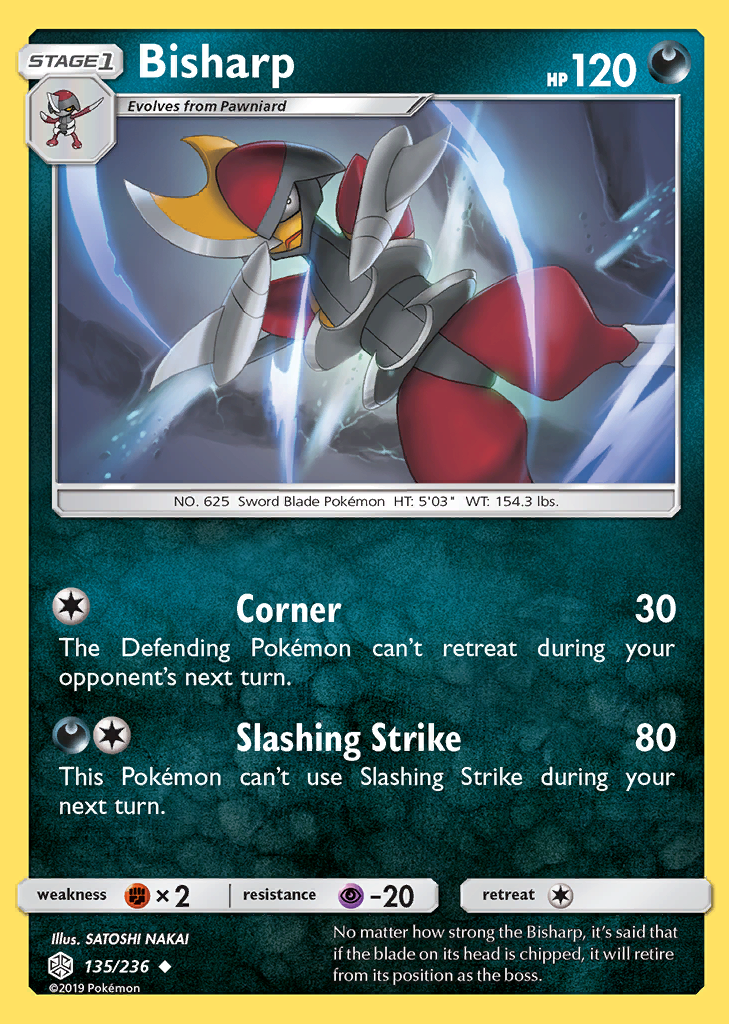 STAGE1
Bisharp
HP 120
Evolves from Pawniard
NO. 625 Sword Blade Pokémon HT: 5'03" WT: 154.3 lbs.
Corner 30
The Defending Pokémon can't retreat during your
opponent's next turn.
Slashing Strike 80
This Pokémon can't use Slashing Strike during your
next turn.
weakness ×2 resistance -20 retreat
Illus. SATOSHI NAKAI
135/236
©2019 Pokémon
No matter how strong the Bisharp, it's said that
if the blade on its head is chipped, it will retire
from its position as the boss.